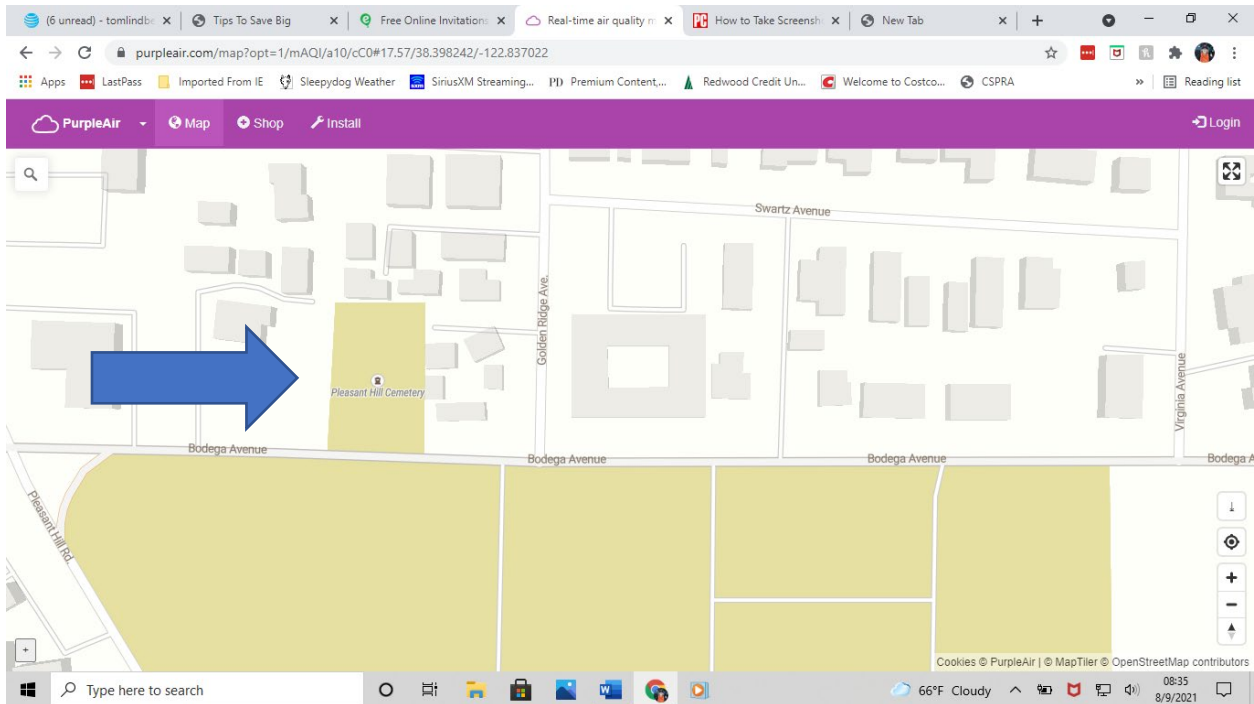 (6 unread) - tomlindbe
Tips To Save Big
Free Online Invitations
Real-time air quality m
How to Take Screensh
New Tab
purpleair.com/map?opt=1/mAQI/a10/cC0#17.57/38.398242/-122.837022
Apps
LastPass
Imported From IE
Sleepydog Weather
SiriusXM Streaming...
PD Premium Content,...
Redwood Credit Un...
Welcome to Costco...
CSPRA
»
Reading list
PurpleAir
Map
Shop
Install
Login
Swartz Avenue
Golden Ridge Ave.
Pleasant Hill Cemetery
Virginia Avenue
Bodega Avenue
Bodega Avenue
Bodega Avenue
Bodega A
Pleasant Hill Rd.
Cookies © PurpleAir | © MapTiler © OpenStreetMap contributors
Type here to search
66°F Cloudy
08:35
8/9/2021